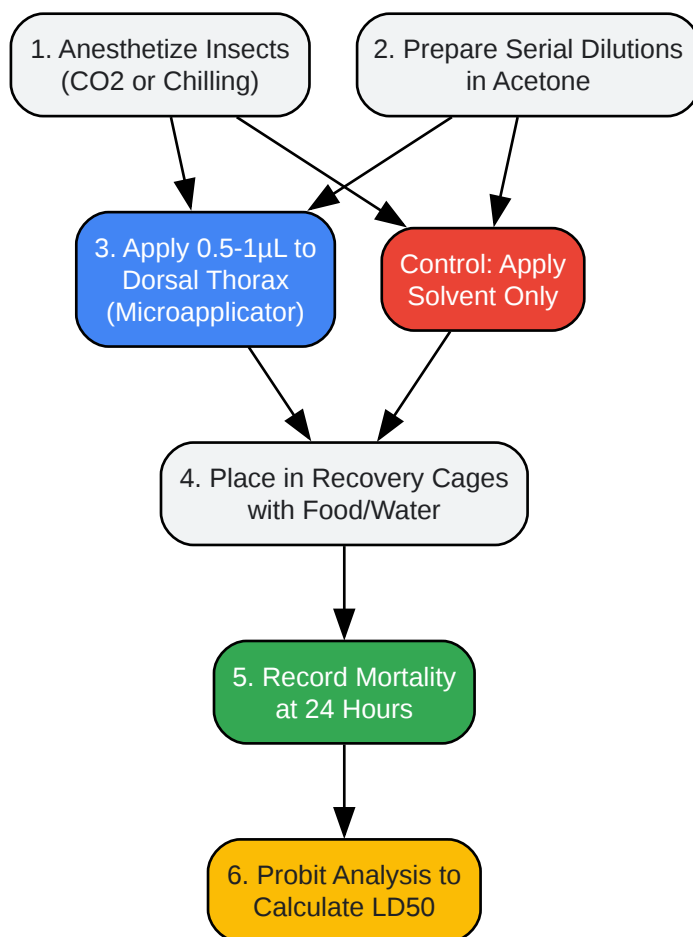 1. Anesthetize Insects
(CO2 or Chilling)
2. Prepare Serial Dilutions
in Acetone
3. Apply 0.5-1µL to
Dorsal Thorax
(Microapplicator)
Control: Apply
Solvent Only
4. Place in Recovery Cages
with Food/Water
5. Record Mortality
at 24 Hours
6. Probit Analysis to
Calculate LD50